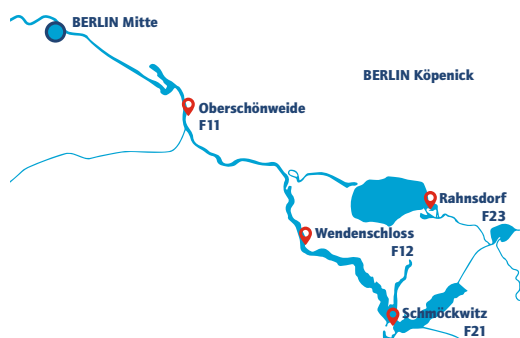 BERLIN Mitte
BERLIN Köpenick
Oberschönweide
F11
Rahnsdorf
F23
Wendenschloss
F12
Schmöckwitz
F21